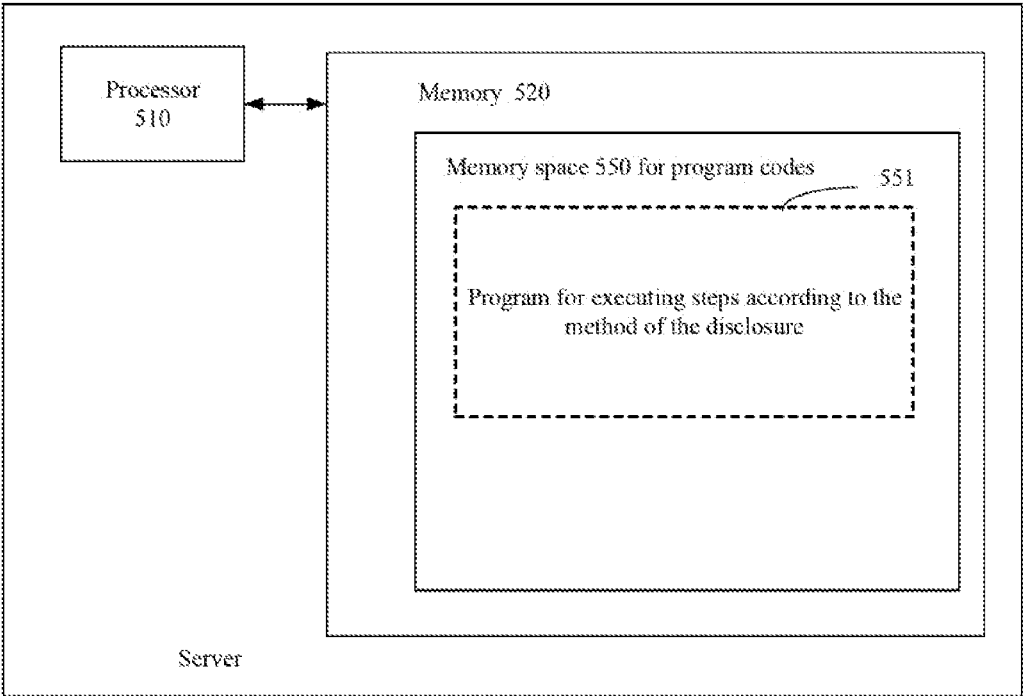 Processor
510
Memory 520
Memory space 550 for program codes
551
Program for executing steps according to the
method of the disclosure
Server